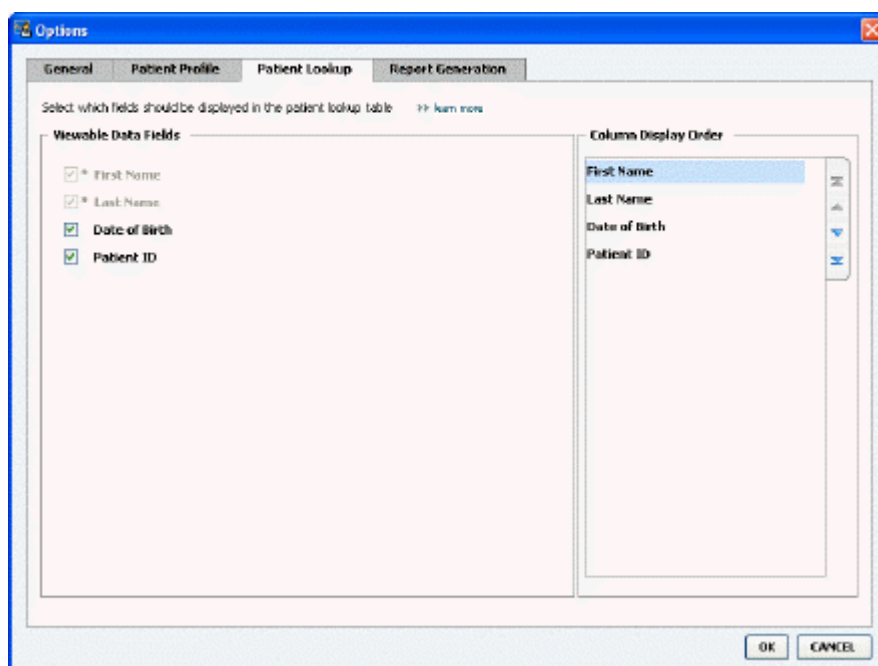 Options
General Patient Profile Patient Lookup Report Generation
Select which fields should be displayed in the patient lookup table >> learn more
Viewable Data Fields
* First Name
* Last Name
Date of Birth
Patient ID
Column Display Order
First Name
Last Name
Date of Birth
Patient ID
OK CANCEL